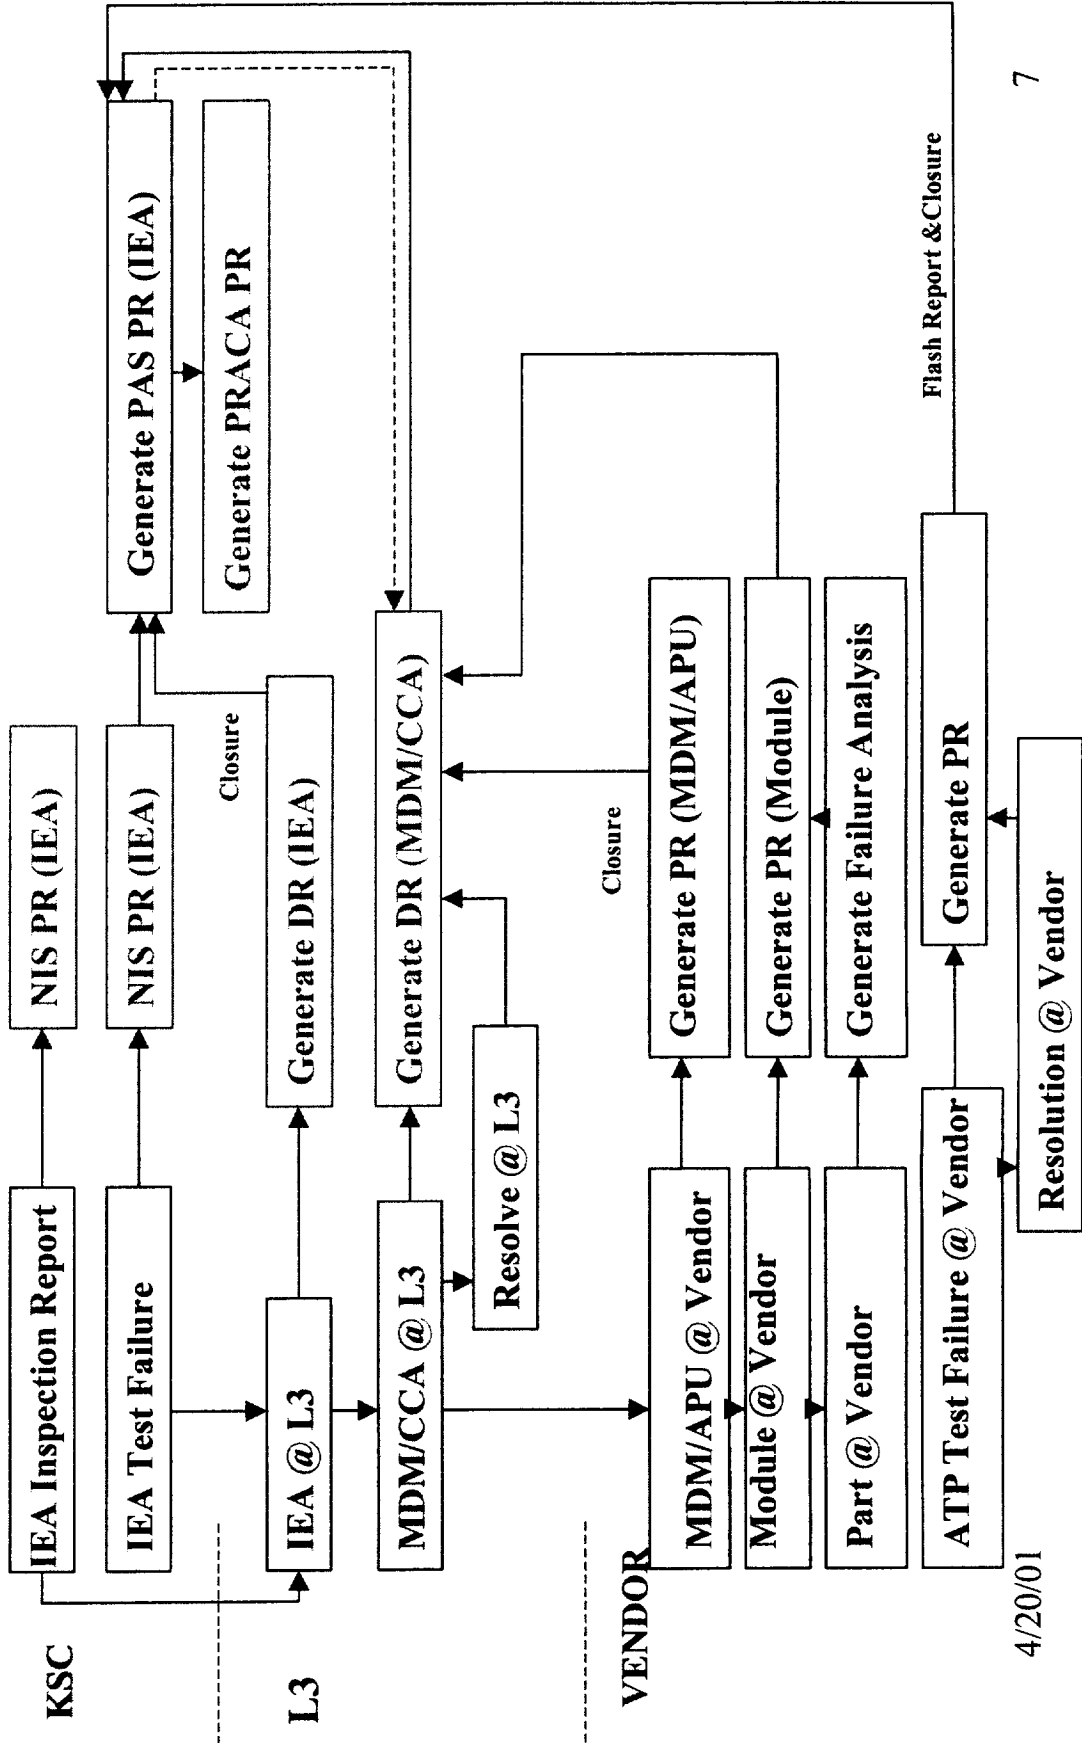 KSC
IEA Inspection Report
NIS PR (IEA)
IEA Test Failure
NIS PR (IEA)
Generate PAS PR (IEA)
Generate PRACA PR
Closure
L3
IEA @ L3
Generate DR (IEA)
MDM/CCA @ L3
Generate DR (MDM/CCA)
Resolve @ L3
Closure
VENDOR
MDM/APU @ Vendor
Generate PR (MDM/APU)
Module @ Vendor
Generate PR (Module)
Part @ Vendor
Generate Failure Analysis
Flash Report &Closure
ATP Test Failure @ Vendor
Generate PR
Resolution @ Vendor
4/20/01
7